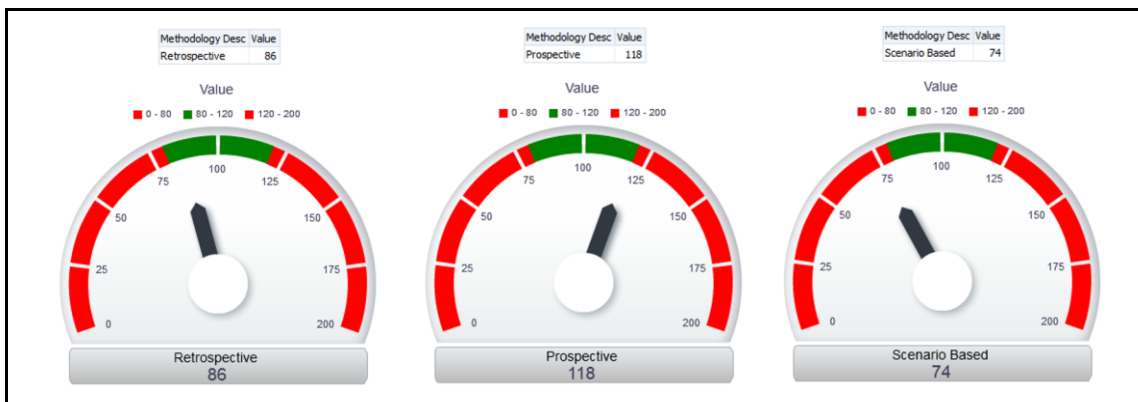 Methodology Desc Value
Retrospective 86
Value
0 - 80 80 - 120 120 - 200
0
25
50
75
100
125
150
175
200
Retrospective
86
Methodology Desc Value
Prospective 118
Value
0 - 80 80 - 120 120 - 200
0
25
50
75
100
125
150
175
200
Prospective
118
Methodology Desc Value
Scenario Based 74
Value
0 - 80 80 - 120 120 - 200
0
25
50
75
100
125
150
175
200
Scenario Based
74